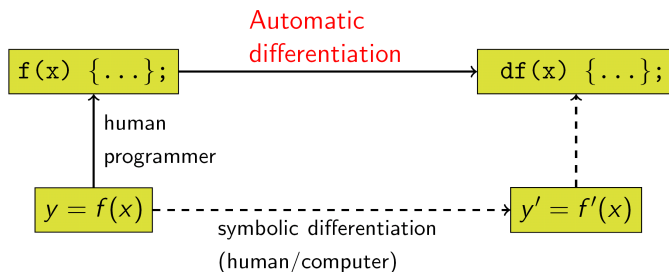 Automatic
differentiation
f(x) {...};
df(x) {...};
human
programmer
y = f(x)
y' = f'(x)
symbolic differentiation
(human/computer)